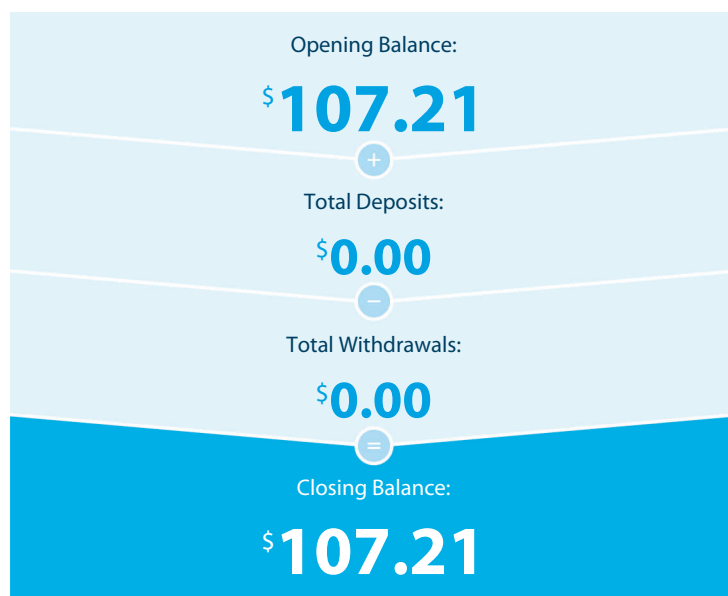 Opening Balance:
$107.21
+
Total Deposits:
$0.00
−
Total Withdrawals:
$0.00
=
Closing Balance:
$107.21